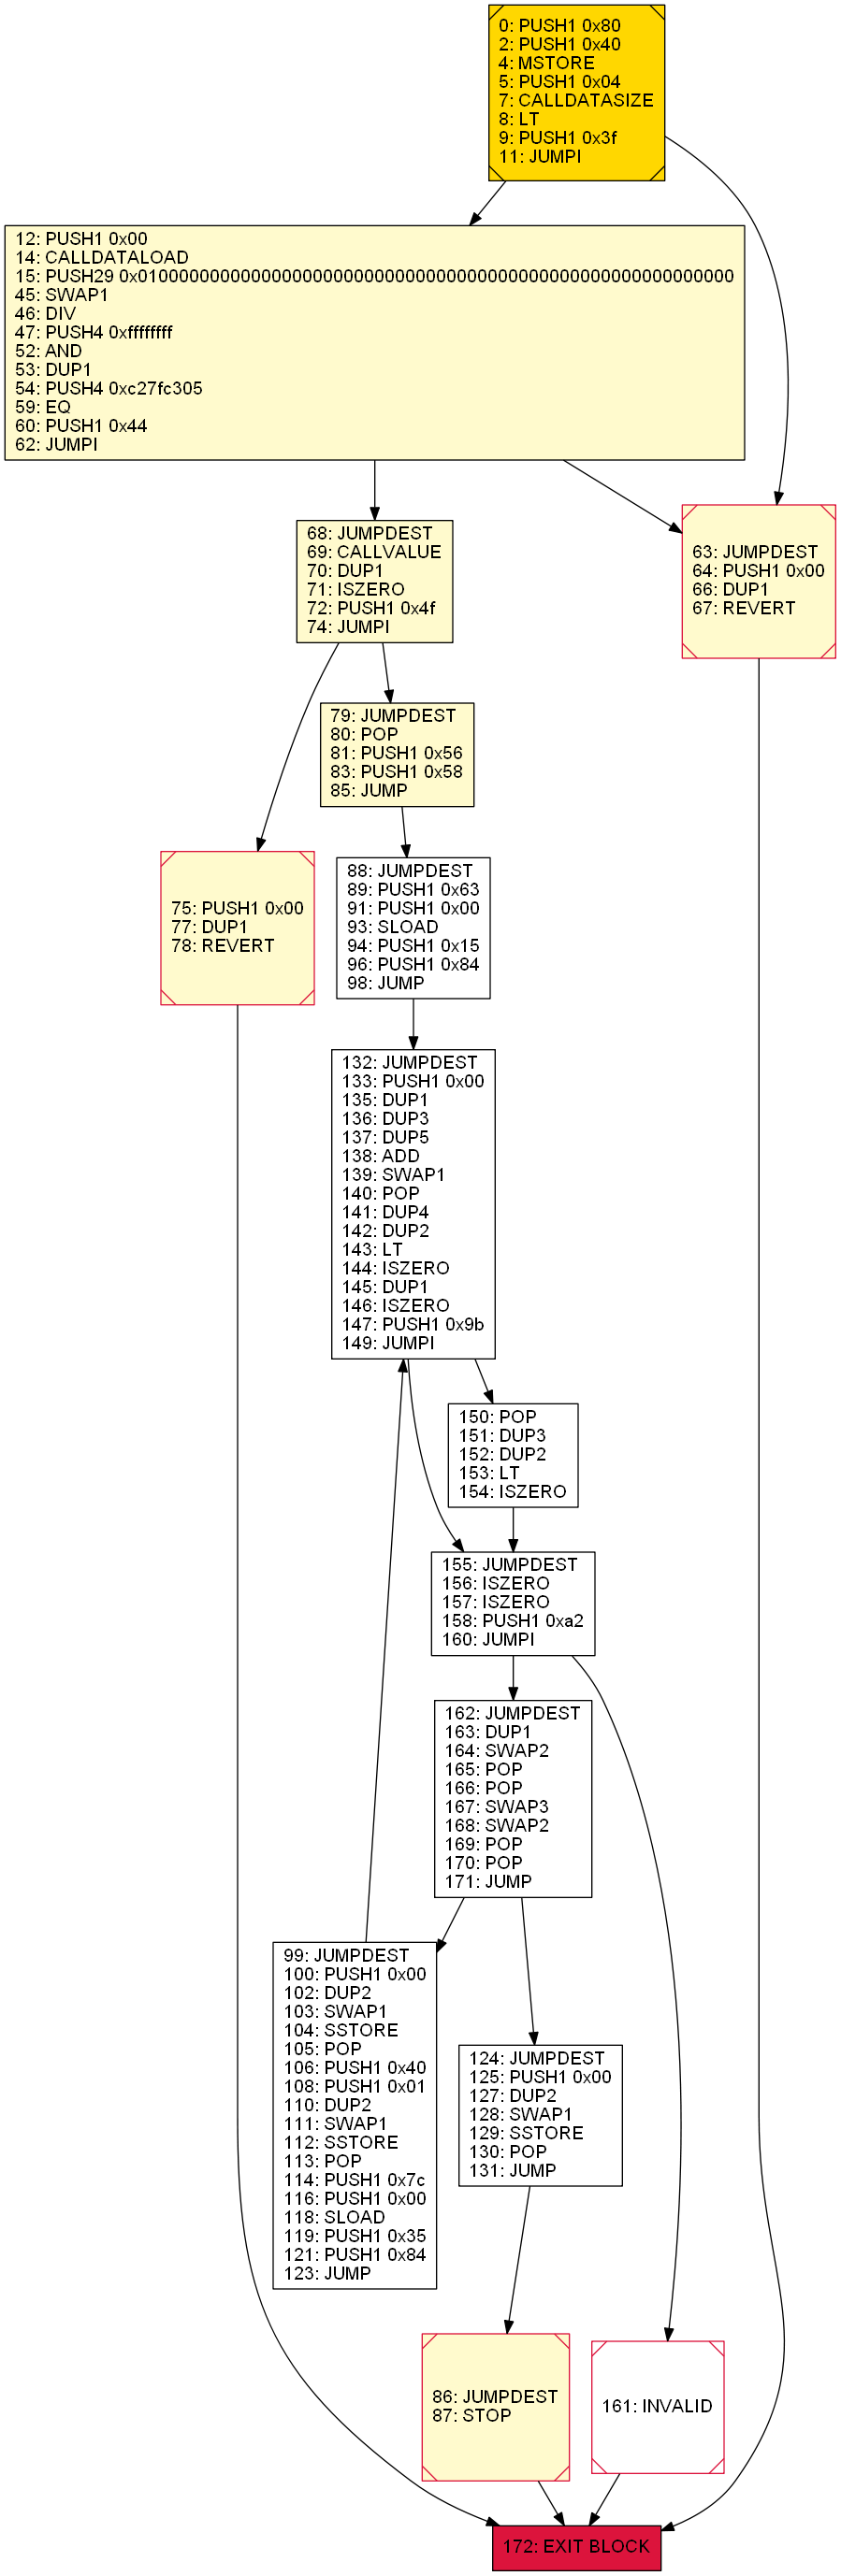 0: PUSH1 0x80
2: PUSH1 0x40
4: MSTORE
5: PUSH1 0x04
7: CALLDATASIZE
8: LT
9: PUSH1 0x3f
11: JUMPI
12: PUSH1 0x00
14: CALLDATALOAD
15: PUSH29 0x0100000000000000000000000000000000000000000000000000000000
45: SWAP1
46: DIV
47: PUSH4 0xffffffff
52: AND
53: DUP1
54: PUSH4 0xc27fc305
59: EQ
60: PUSH1 0x44
62: JUMPI
68: JUMPDEST
69: CALLVALUE
70: DUP1
71: ISZERO
72: PUSH1 0x4f
74: JUMPI
63: JUMPDEST
64: PUSH1 0x00
66: DUP1
67: REVERT
79: JUMPDEST
80: POP
81: PUSH1 0x56
83: PUSH1 0x58
85: JUMP
75: PUSH1 0x00
77: DUP1
78: REVERT
88: JUMPDEST
89: PUSH1 0x63
91: PUSH1 0x00
93: SLOAD
94: PUSH1 0x15
96: PUSH1 0x84
98: JUMP
132: JUMPDEST
133: PUSH1 0x00
135: DUP1
136: DUP3
137: DUP5
138: ADD
139: SWAP1
140: POP
141: DUP4
142: DUP2
143: LT
144: ISZERO
145: DUP1
146: ISZERO
147: PUSH1 0x9b
149: JUMPI
150: POP
151: DUP3
152: DUP2
153: LT
154: ISZERO
155: JUMPDEST
156: ISZERO
157: ISZERO
158: PUSH1 0xa2
160: JUMPI
162: JUMPDEST
163: DUP1
164: SWAP2
165: POP
166: POP
167: SWAP3
168: SWAP2
169: POP
170: POP
171: JUMP
99: JUMPDEST
100: PUSH1 0x00
102: DUP2
103: SWAP1
104: SSTORE
105: POP
106: PUSH1 0x40
108: PUSH1 0x01
110: DUP2
111: SWAP1
112: SSTORE
113: POP
114: PUSH1 0x7c
116: PUSH1 0x00
118: SLOAD
119: PUSH1 0x35
121: PUSH1 0x84
123: JUMP
124: JUMPDEST
125: PUSH1 0x00
127: DUP2
128: SWAP1
129: SSTORE
130: POP
131: JUMP
86: JUMPDEST
87: STOP
161: INVALID
172: EXIT BLOCK